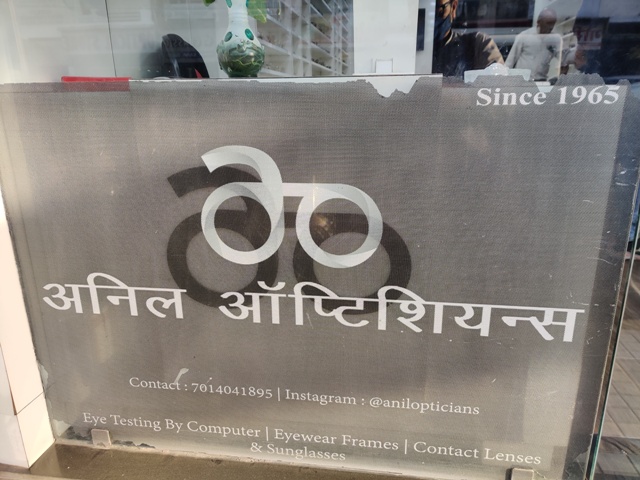 Since 1965
अनिल ऑप्टिशियन्स
Contact : 7014041895 | Instagram : @anilopticians
Eye Testing By Computer | Eyewear Frames | Contact Lenses
& Sunglasses